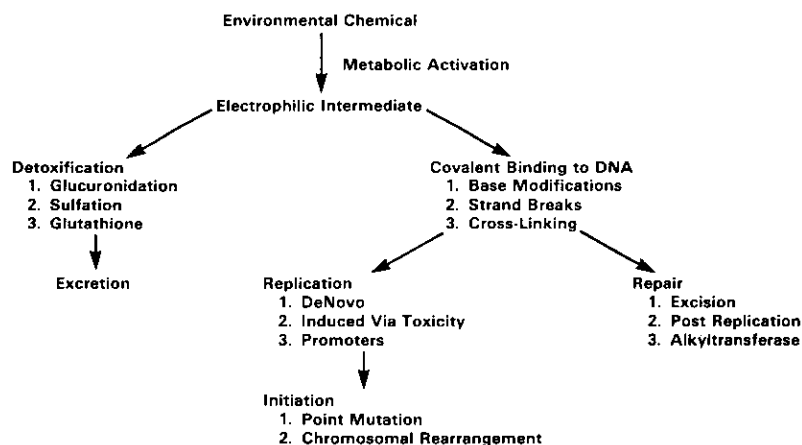 Environmental Chemical
Metabolic Activation
Electrophilic Intermediate
Detoxification
1. Glucuronidation
2. Sulfation
3. Glutathione
Excretion
Covalent Binding to DNA
1. Base Modifications
2. Strand Breaks
3. Cross-Linking
Replication
1. DeNovo
2. Induced Via Toxicity
3. Promoters
Repair
1. Excision
2. Post Replication
3. Alkyltransferase
Initiation
1. Point Mutation
2. Chromosomal Rearrangement